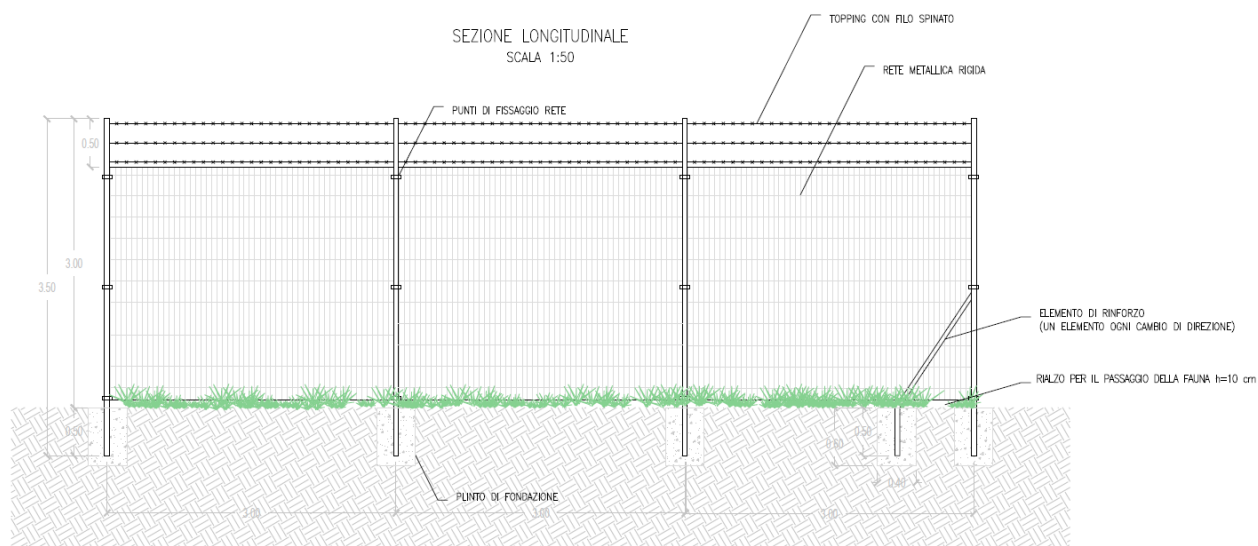 TOPPING CON FILO SPINATO
SEZIONE LONGITUDINALE
SCALA 1:50
RETE METALLICA RIGIDA
PUNTI DI FISSAGGIO RETE
0.50
3.00
3.50
ELEMENTO DI RINFORZO
(UN ELEMENTO OGNI CAMBIO DI DIREZIONE)
RIALZO PER IL PASSAGGIO DELLA FAUNA h=10 cm
0.50
0.50
0.60
0.40
PLINTO DI FONDAZIONE
3.00
3.00
3.00